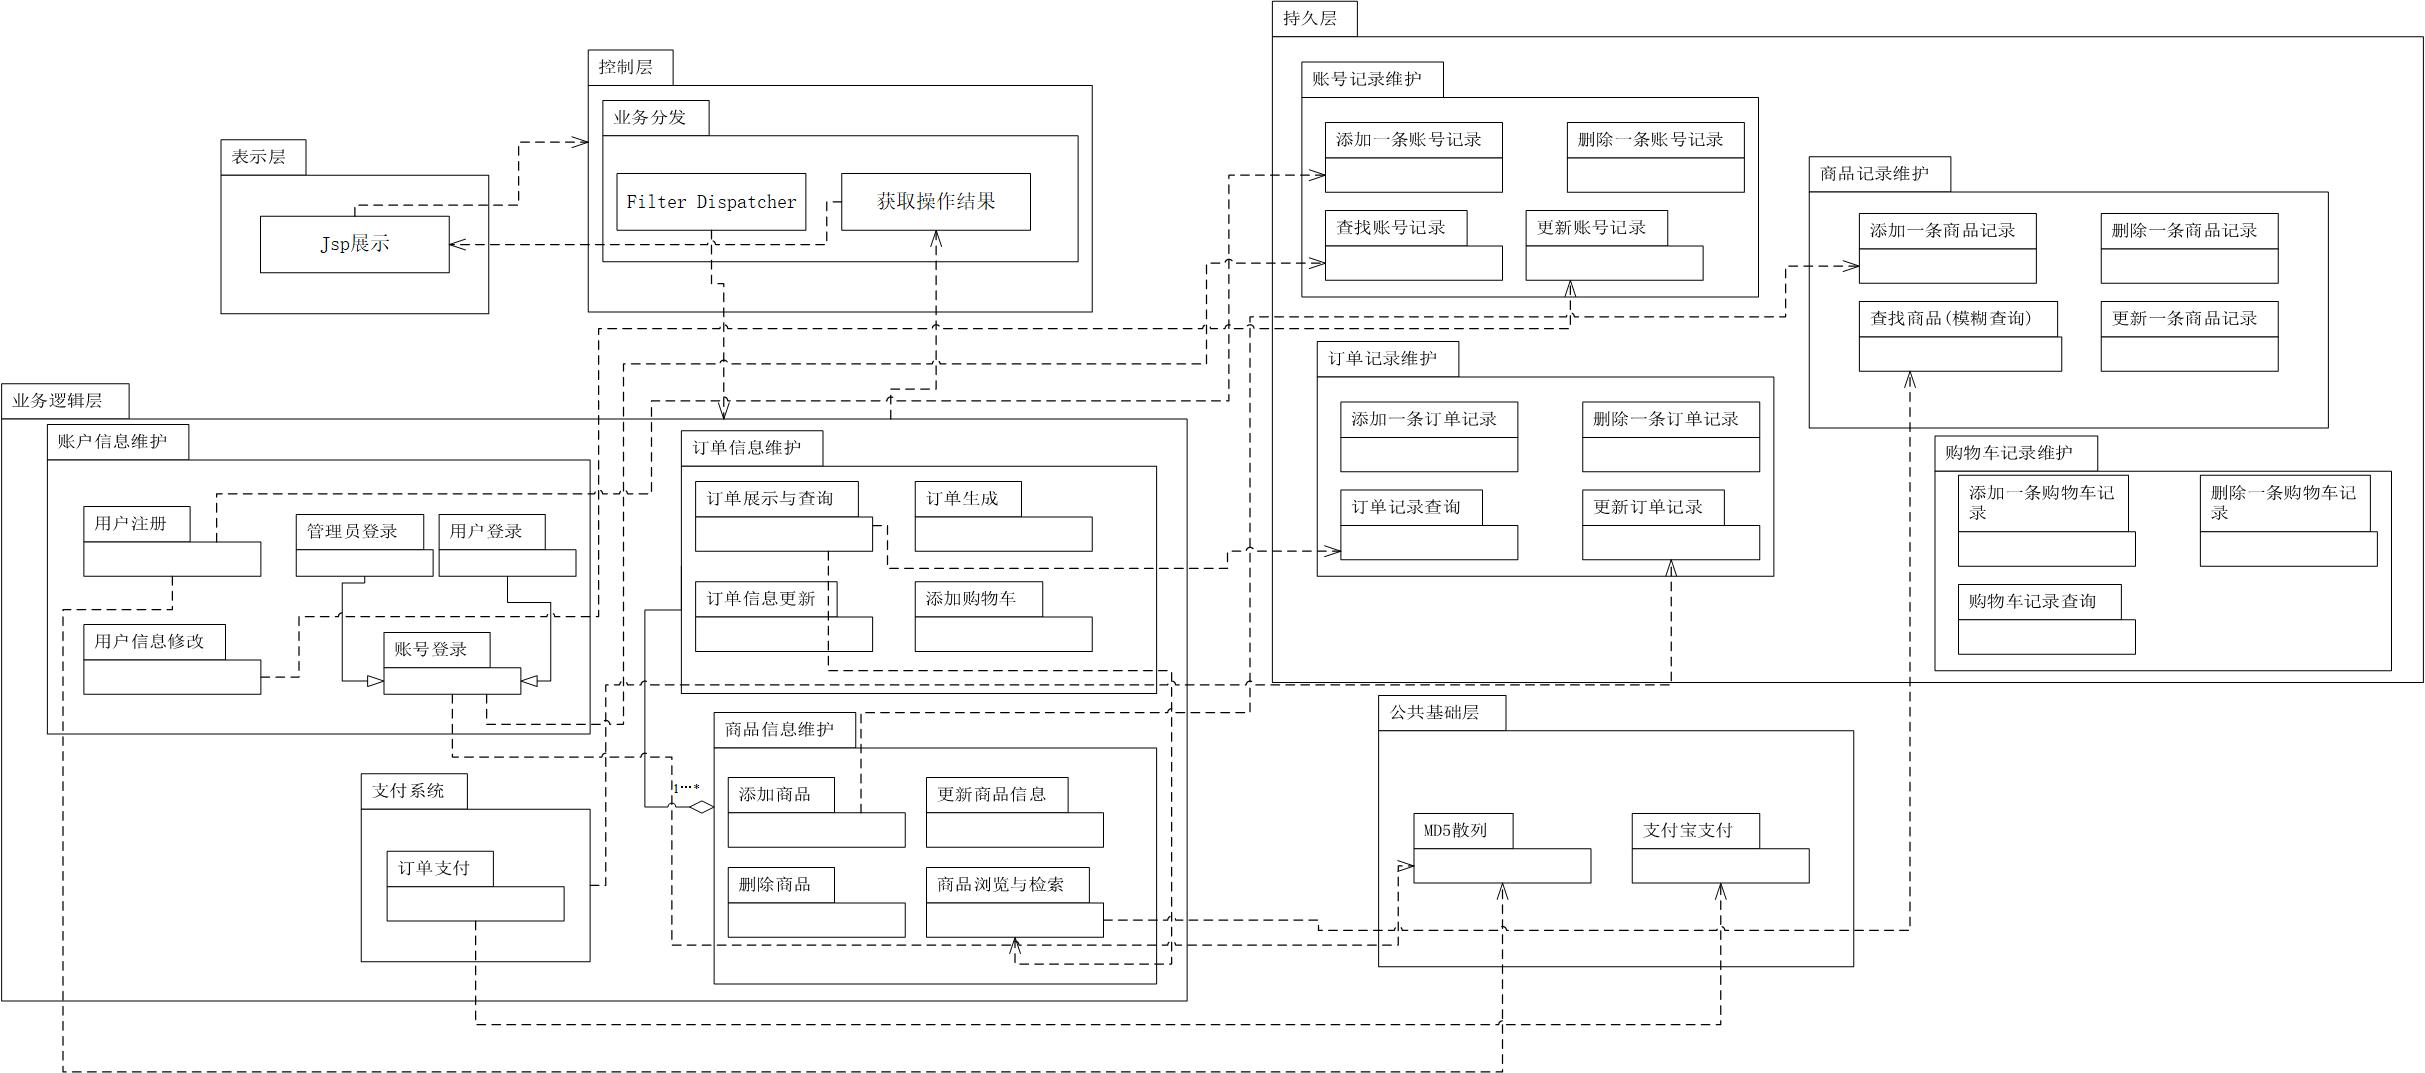 表示层
Jsp展示
控制层
业务分发
Filter Dispatcher
获取操作结果
持久层
账号记录维护
添加一条账号记录
删除一条账号记录
查找账号记录
更新账号记录
商品记录维护
添加一条商品记录
删除一条商品记录
查找商品(模糊查询)
更新一条商品记录
订单记录维护
添加一条订单记录
删除一条订单记录
订单记录查询
更新订单记录
购物车记录维护
添加一条购物车记
录
删除一条购物车记
录
购物车记录查询
业务逻辑层
账户信息维护
用户注册
管理员登录
用户登录
用户信息修改
账号登录
订单信息维护
订单展示与查询
订单生成
订单信息更新
添加购物车
支付系统
订单支付
1…*
商品信息维护
添加商品
更新商品信息
删除商品
商品浏览与检索
公共基础层
MD5散列
支付宝支付